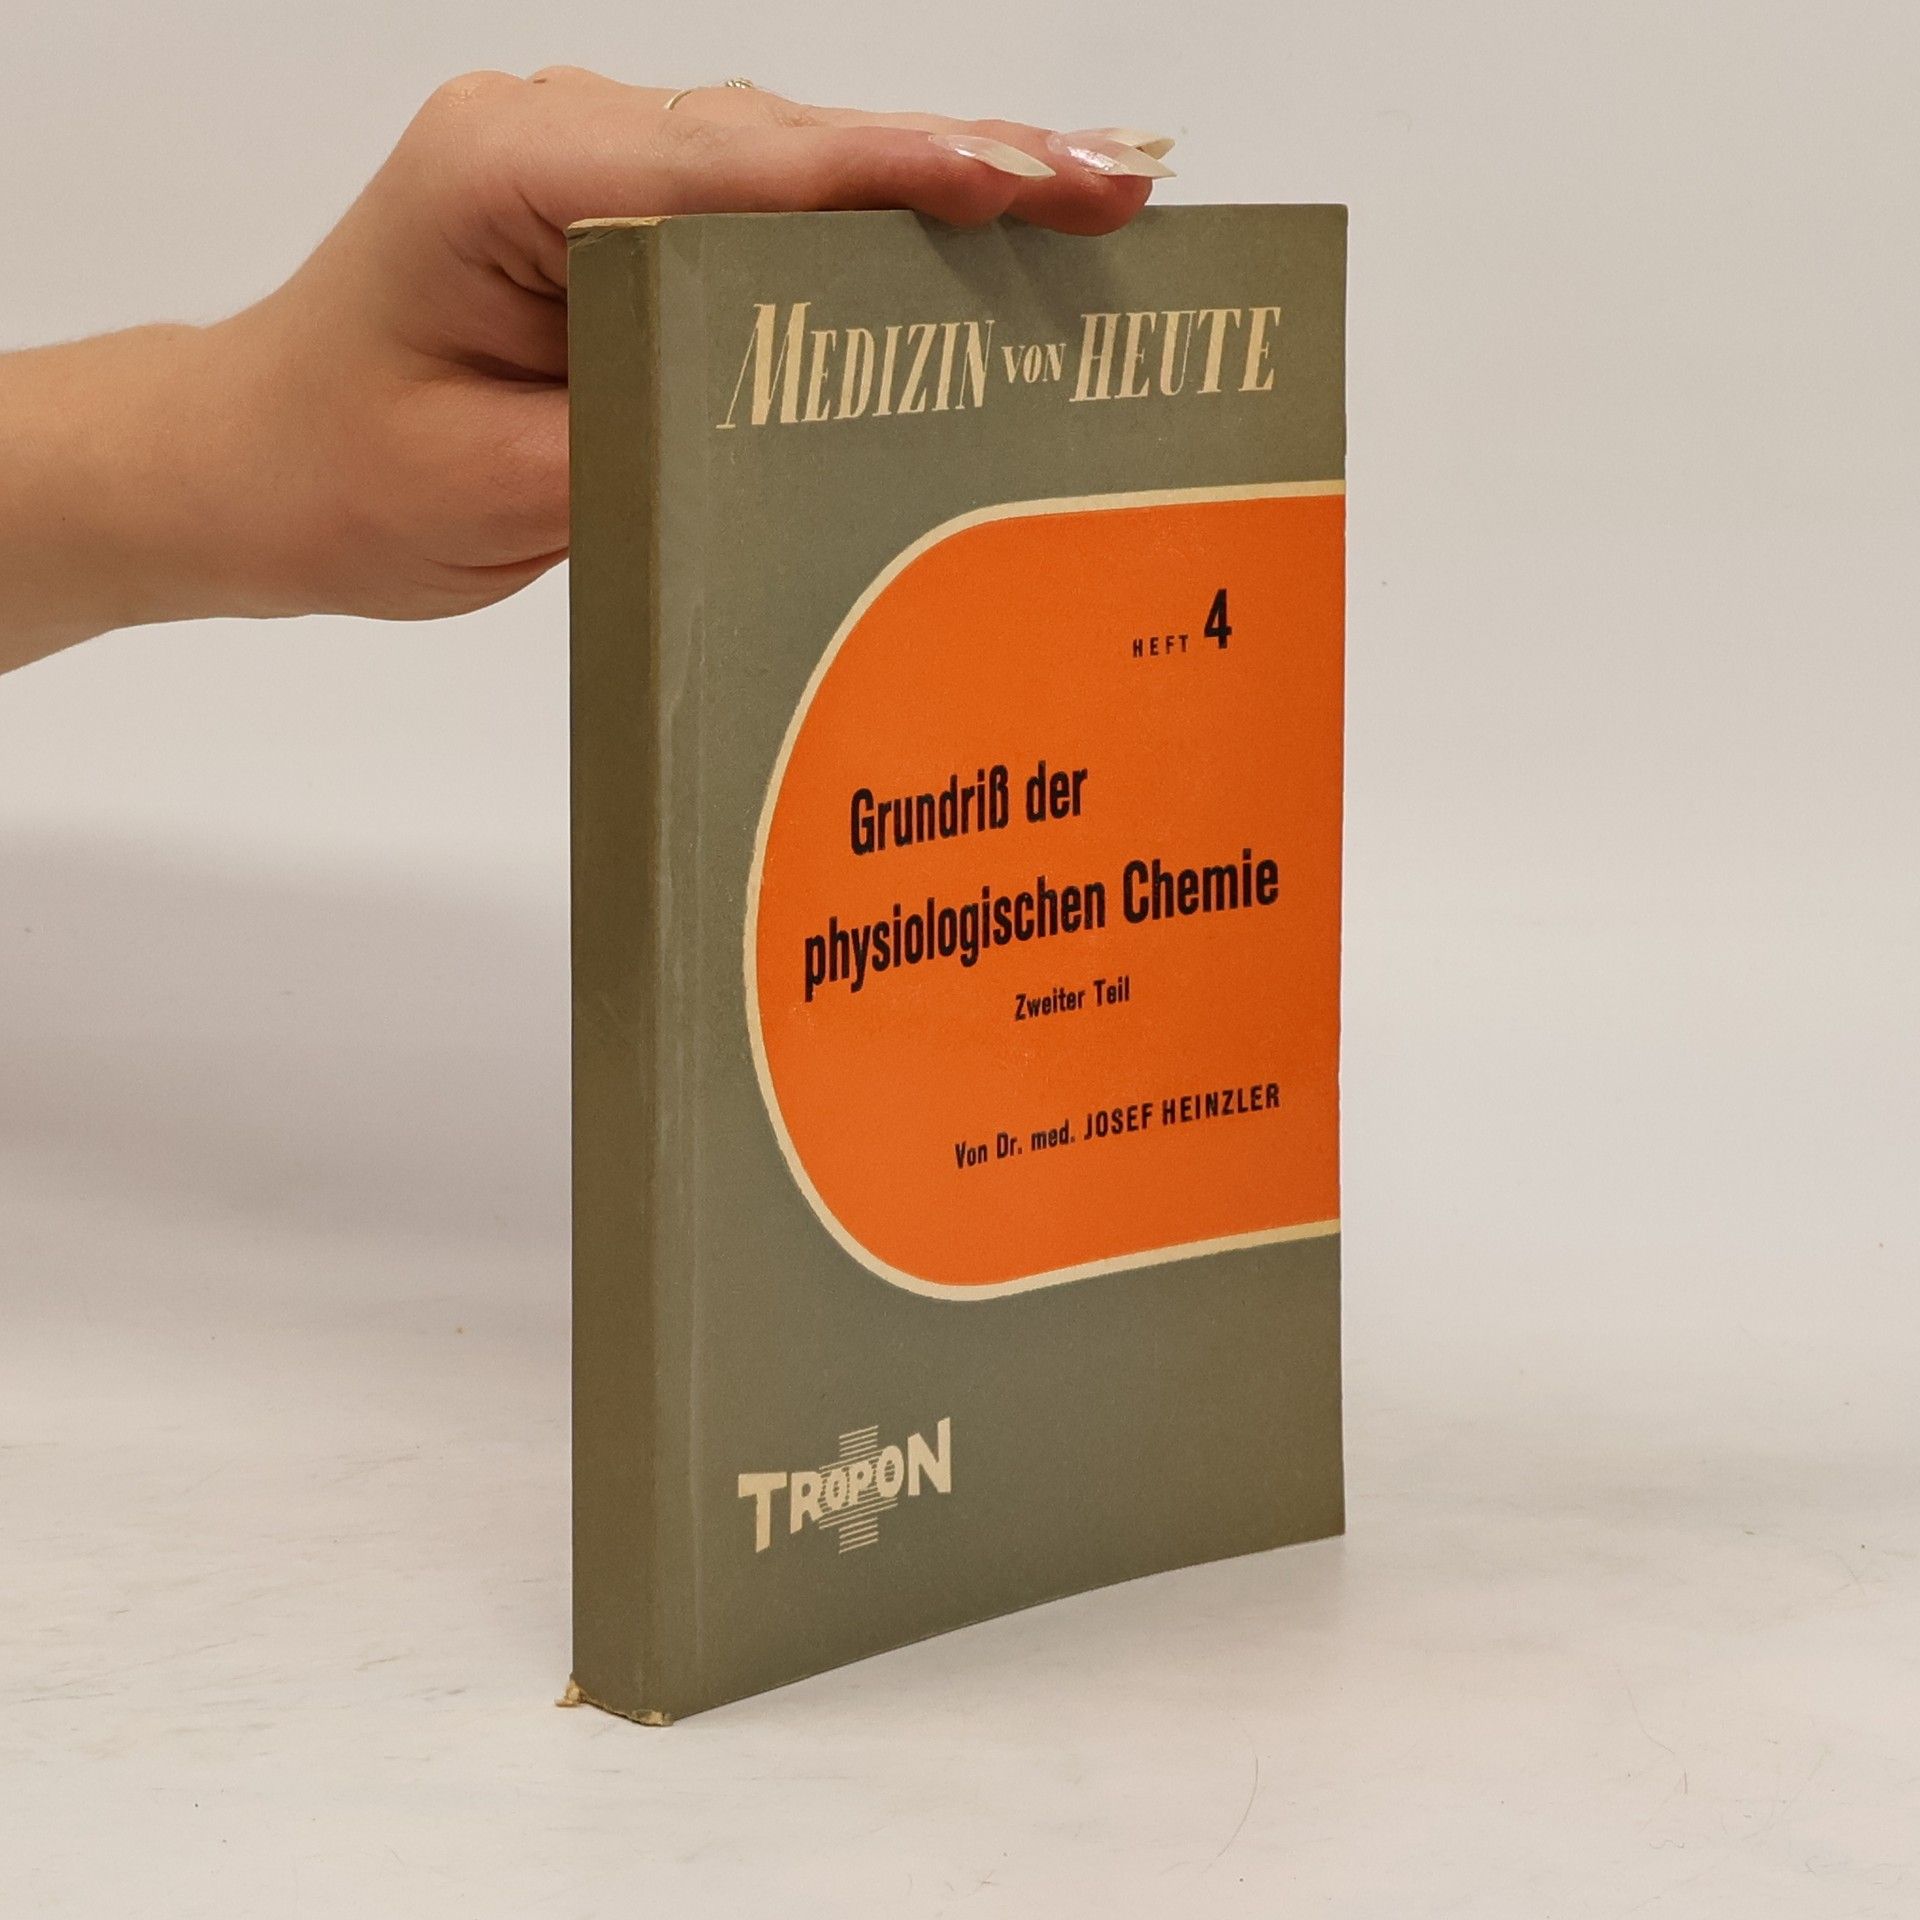 MEDIZIN VON HEUTE
HEFT 4
Grundriß der
physiologischen Chemie
Zweiter Teil
Von Dr. med. JOSEF HEINZLER
TROPON